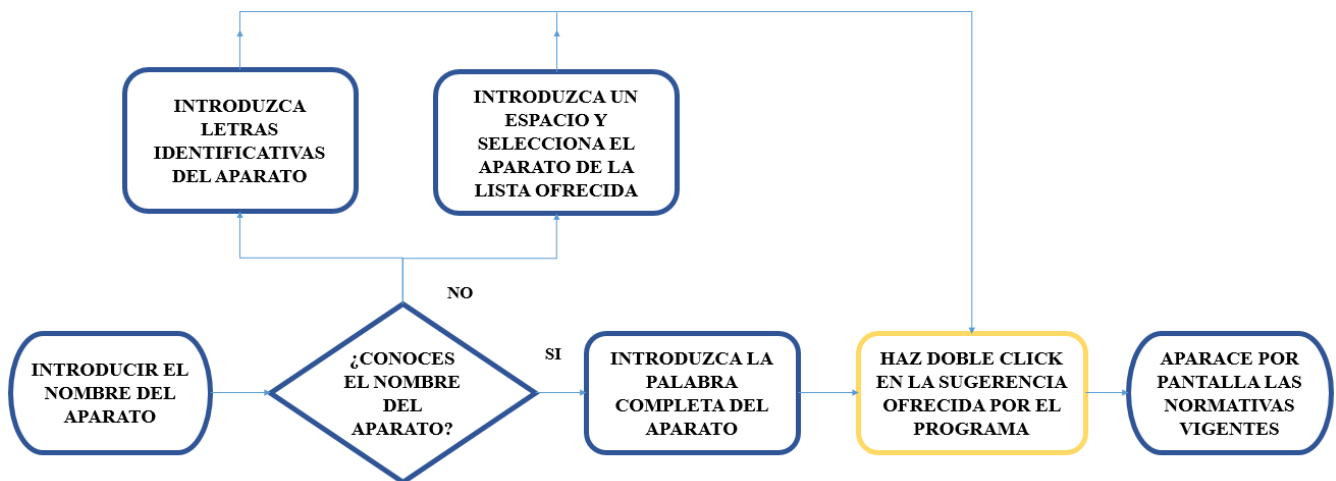 INTRODUZCA
LETRAS
IDENTIFICATIVAS
DEL APARATO
INTRODUZCA UN
ESPACIO Y
SELECCIONA EL
APARATO DE LA
LISTA OFRECIDA
NO
INTRODUCIR EL
NOMBRE DEL
APARATO
¿CONOCES
EL NOMBRE
DEL
APARATO?
SI
INTRODUZCA LA
PALABRA
COMPLETA DEL
APARATO
HAZ DOBLE CLICK
EN LA SUGERENCIA
OFRECIDA POR EL
PROGRAMA
APARACE POR
PANTALLA LAS
NORMATIVAS
VIGENTES